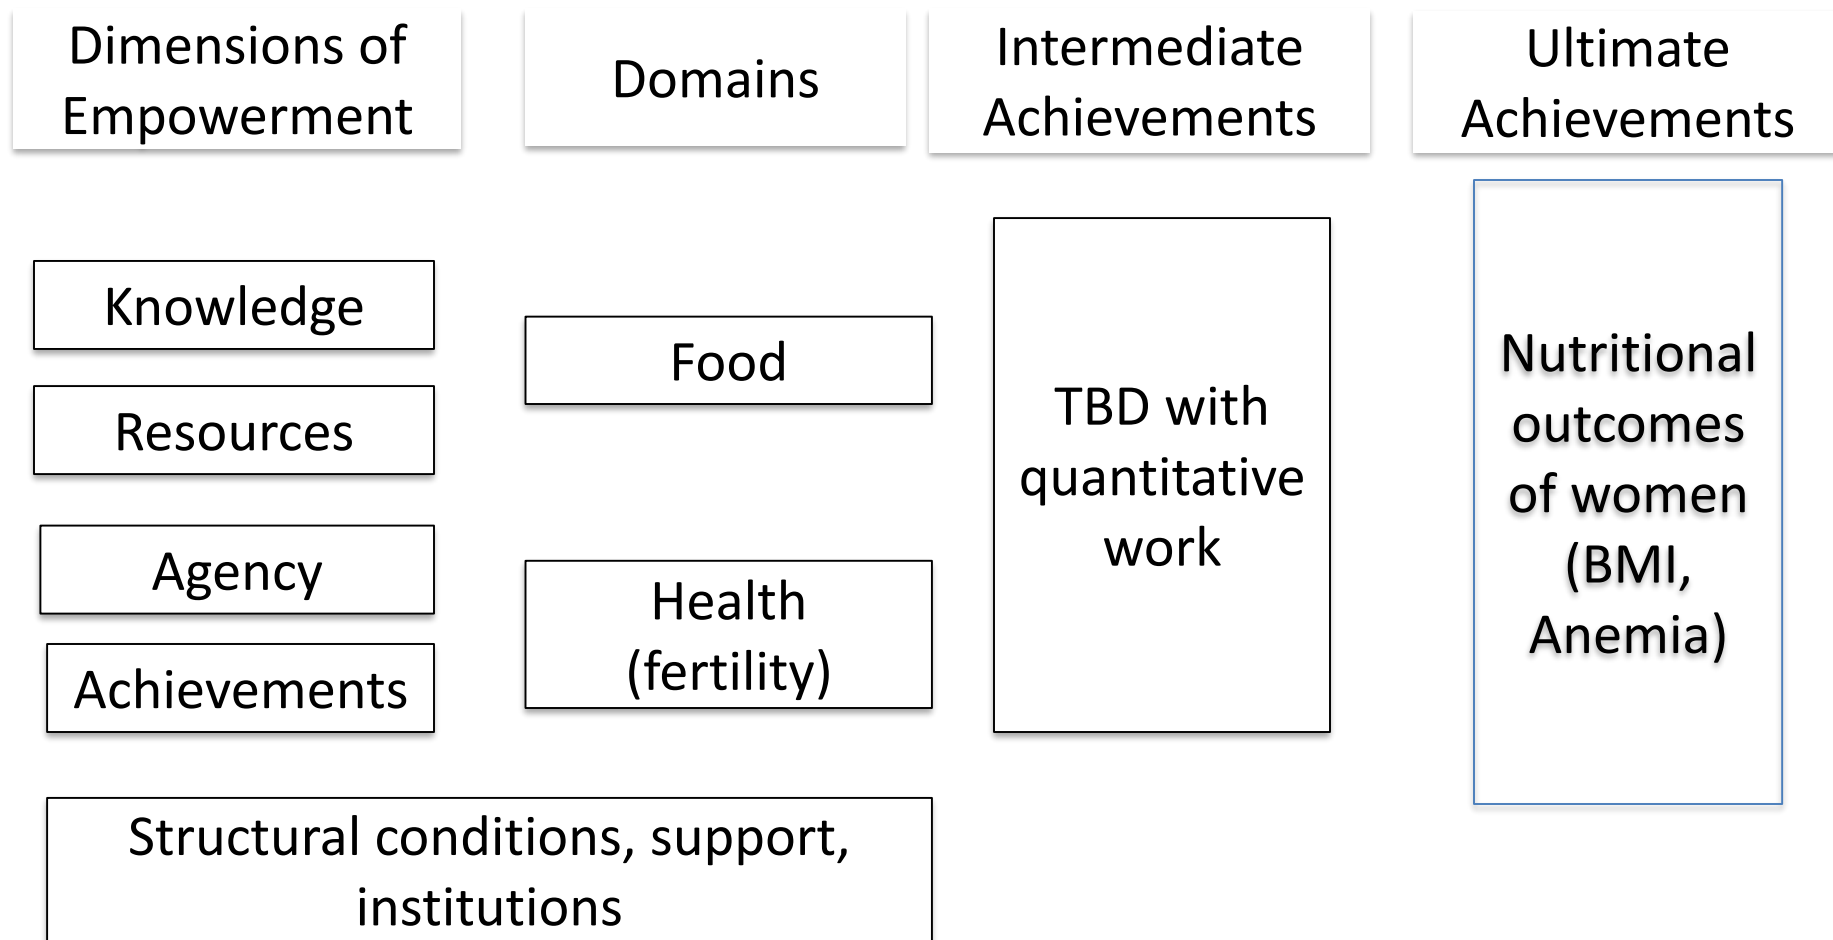 Dimensions of
Empowerment
Domains
Intermediate
Achievements
Ultimate
Achievements
Knowledge
Resources
Agency
Achievements
Food
Health
(fertility)
TBD with
quantitative
work
Nutritional
outcomes
of women
(BMI,
Anemia)
Structural conditions, support,
institutions